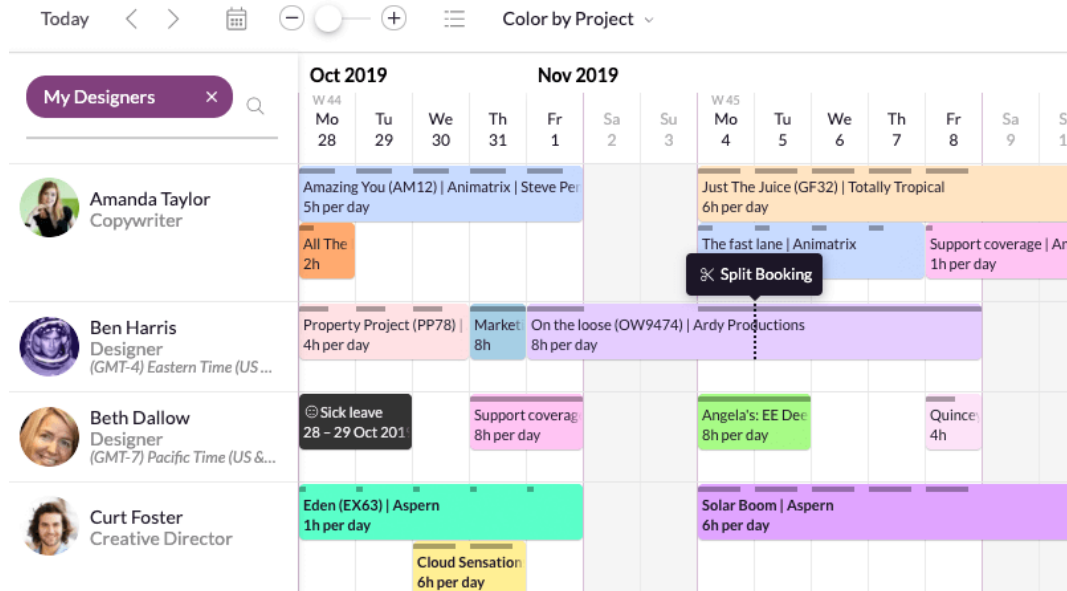 Today
Color by Project
My Designers
Oct 2019
Nov 2019
W 44
W 45
Mo Tu We Th Fr Sa Su Mo Tu We Th Fr Sa S
28 29 30 31 1 2 3 4 5 6 7 8 9 1
Amanda Taylor
Copywriter
Amazing You (AM12) | Animatrix | Steve Per
5h per day
Just The Juice (GF32) | Totally Tropical
6h per day
All The
2h
The fast lane | Animatrix
Support coverage | Ar
1h per day
Split Booking
Ben Harris
Designer
(GMT-4) Eastern Time (US ...
Property Project (PP78) |
4h per day
Market
8h
On the loose (OW9474) | Ardy Productions
8h per day
Beth Dallow
Designer
(GMT-7) Pacific Time (US &...
Sick leave
28 – 29 Oct 201
Support coverag
8h per day
Angela's: EE Dee
8h per day
Quince
4h
Curt Foster
Creative Director
Eden (EX63) | Aspern
1h per day
Solar Boom | Aspern
6h per day
Cloud Sensation
6h per day